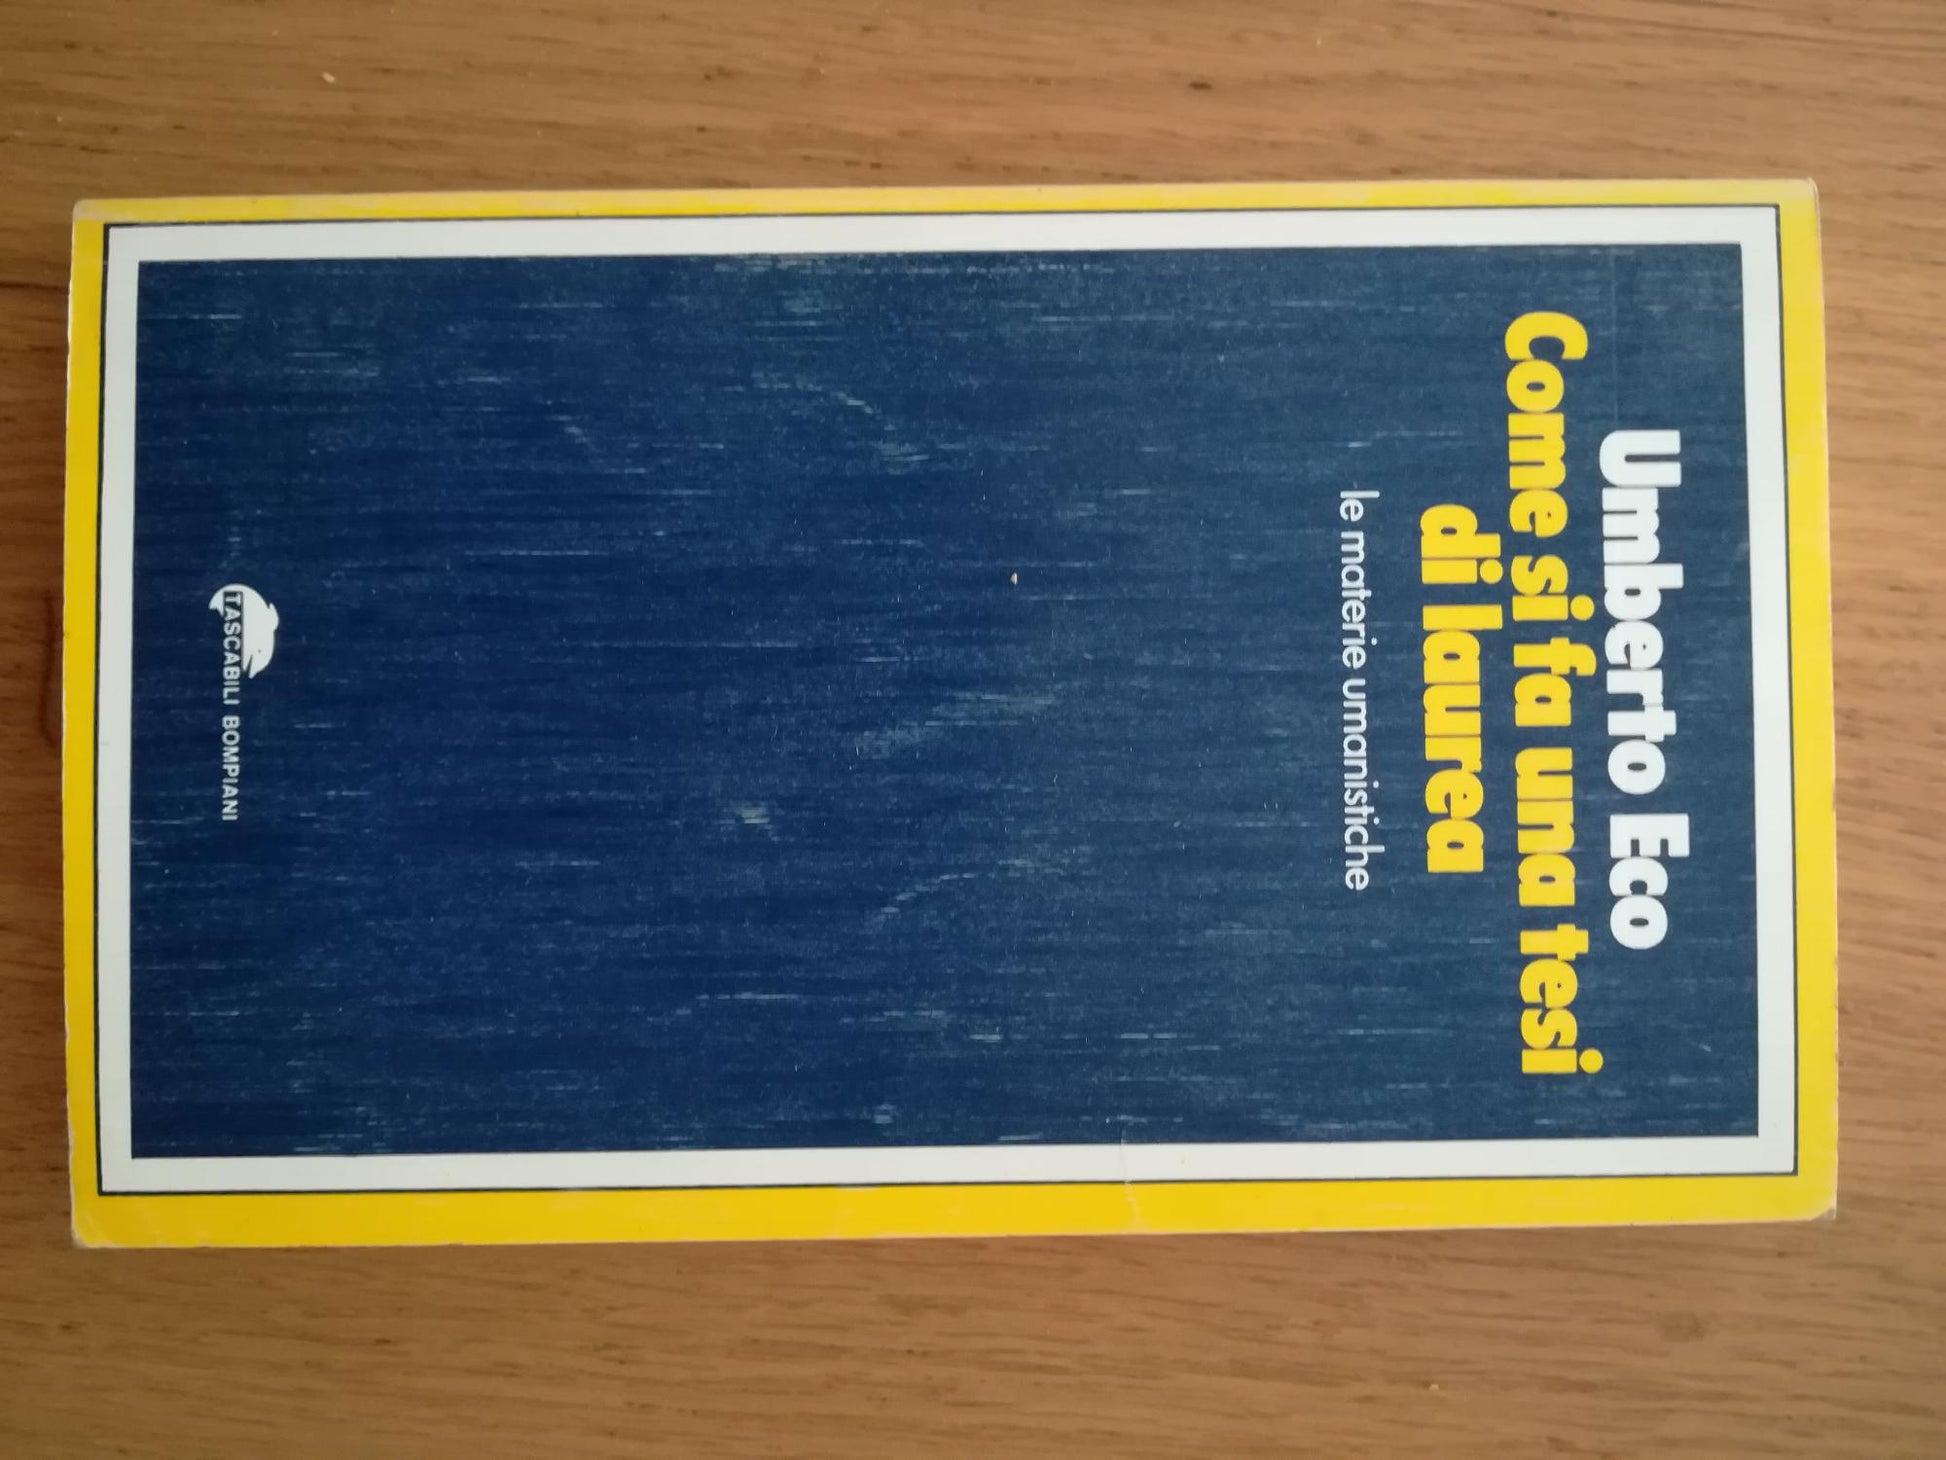 Umberto Eco
Come si fa una tesi
di laurea
le materie umanistiche
TASCABILI BOMPIANI